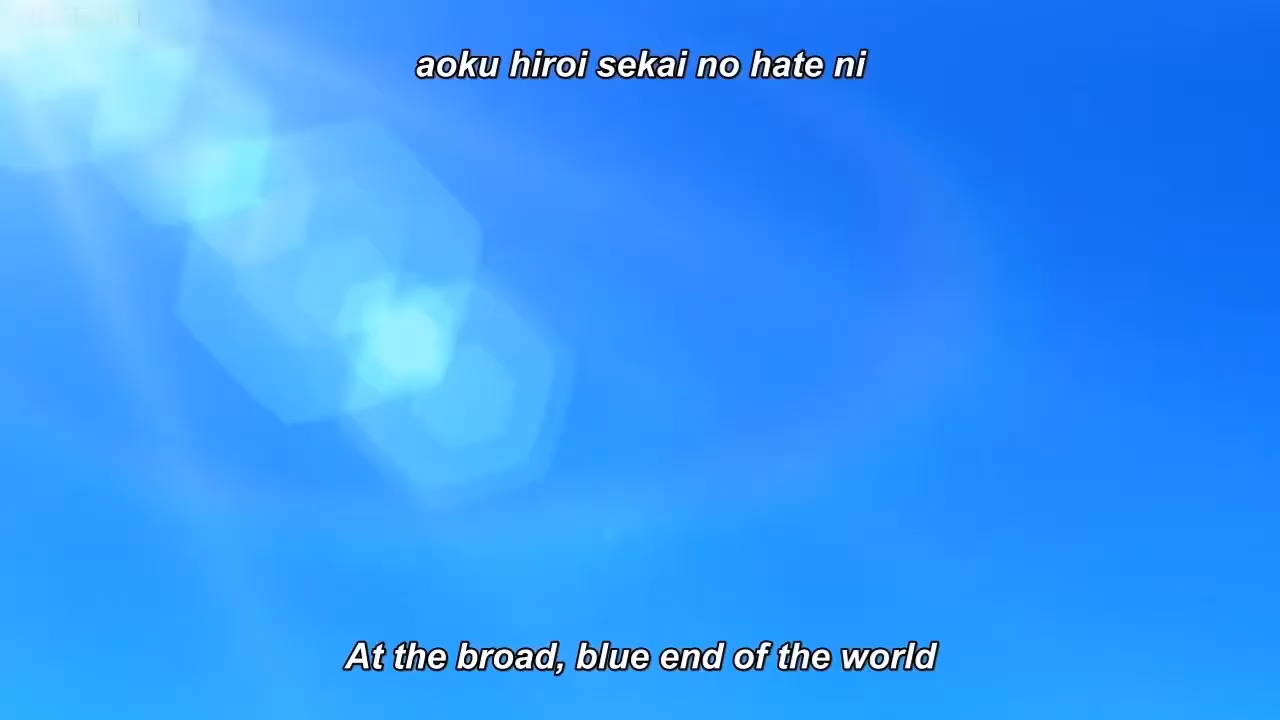 aoku hiroi sekai no hate ni
At the broad, blue end of the world